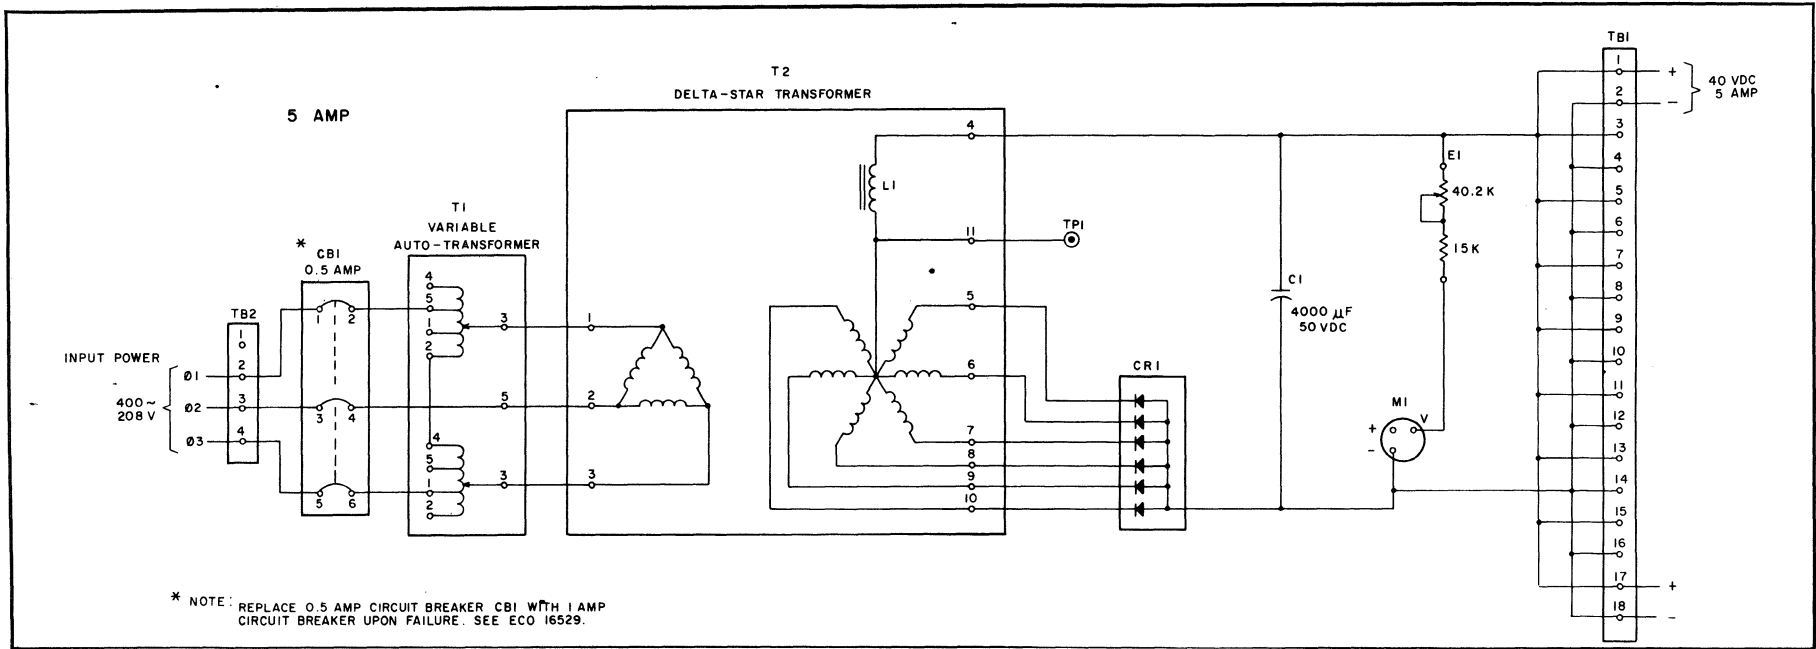 5 AMP
INPUT POWER
400~
208 V
Ø1
Ø2
Ø3
TB2
1
2
3
4
*
CB1
0.5 AMP
1
2
3
4
5
6
T1
VARIABLE
AUTO-TRANSFORMER
4
5
1
2
3
5
4
5
1
2
3
T2
DELTA-STAR TRANSFORMER
1
2
3
L1
4
11
5
6
7
8
9
10
TP1
CR1
C1
4000 µF
50 VDC
E1
40.2K
15K
M1
+
-
V
TB1
1
2
3
4
5
6
7
8
9
10
11
12
13
14
15
16
17
18
+
-
40 VDC
5 AMP
+
-
* NOTE: REPLACE 0.5 AMP CIRCUIT BREAKER CB1 WITH 1 AMP
CIRCUIT BREAKER UPON FAILURE. SEE ECO 16529.